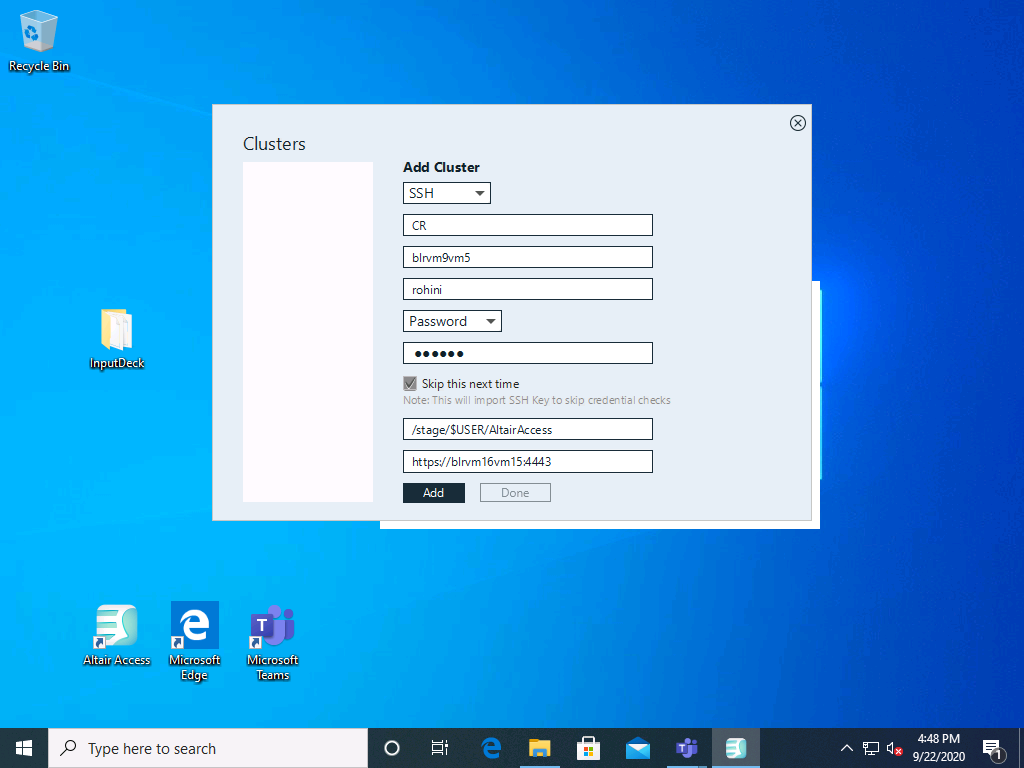 Recycle Bin
Clusters
Add Cluster
SSH
CR
blrvm9vm5
rohini
Password
●●●●●●
Skip this next time
Note: This will import SSH Key to skip credential checks
/stage/$USER/AltairAccess
https://blrvm16vm15:4443
Add Done
InputDeck
Altair Access
Microsoft Edge
T
Microsoft Teams
Type here to search
4:48 PM
9/22/2020
1